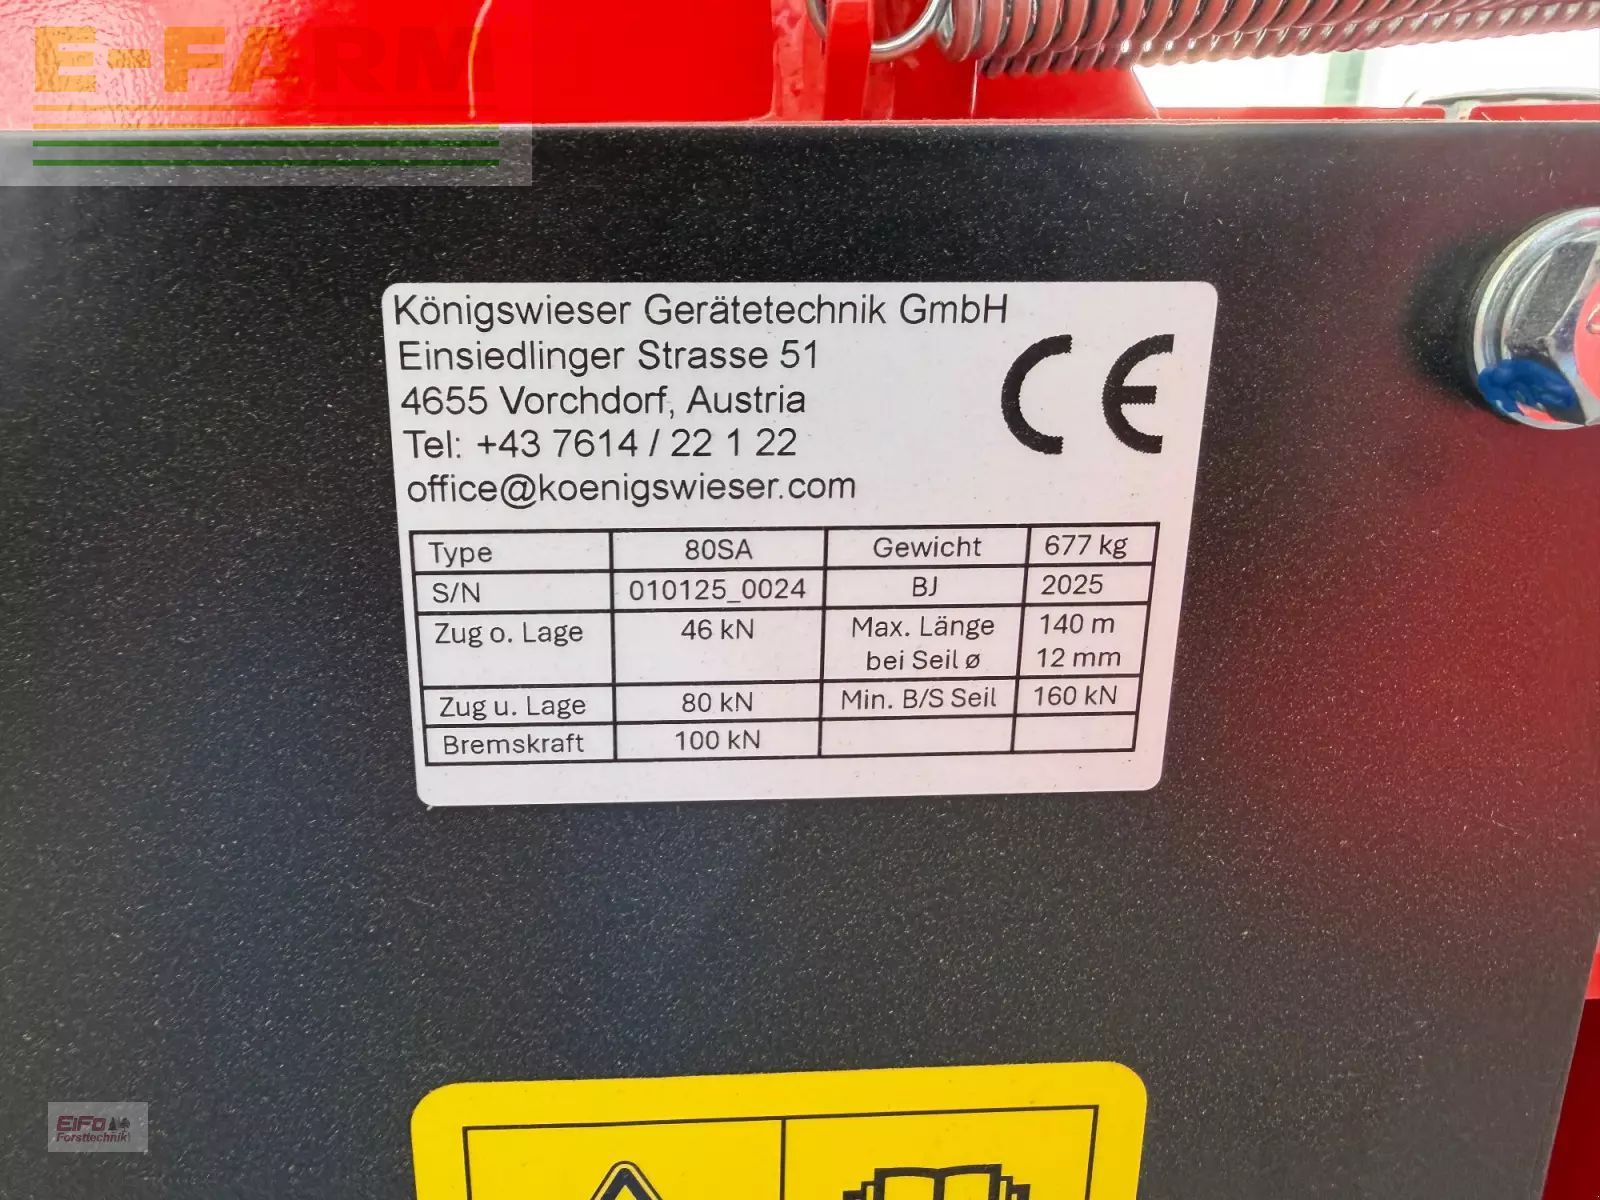 E-FARM
Königswieser Gerätetechnik GmbH
Einsiedlinger Strasse 51
4655 Vorchdorf, Austria
Tel: +43 7614 / 22 1 22
office@koenigswieser.com
CE
Type 80SA Gewicht 677 kg
S/N 010125_0024 BJ 2025
Zug o. Lage 46 kN Max. Länge 140 m
bei Seil ø 12 mm
Zug u. Lage 80 kN Min. B/S Seil 160 kN
Bremskraft 100 kN
EiFo
Forsttechnik